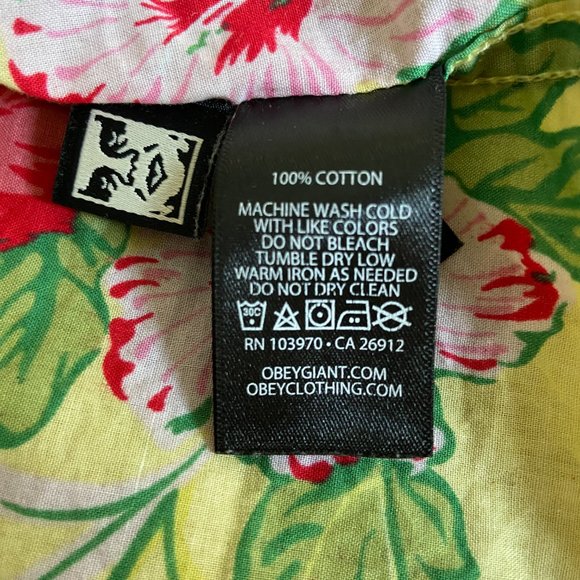 100% COTTON
MACHINE WASH COLD
WITH LIKE COLORS
DO NOT BLEACH
TUMBLE DRY LOW
WARM IRON AS NEEDED
DO NOT DRY CLEAN
30C
RN 103970 • CA 26912
OBEYGIANT.COM
OBEYCLOTHING.COM